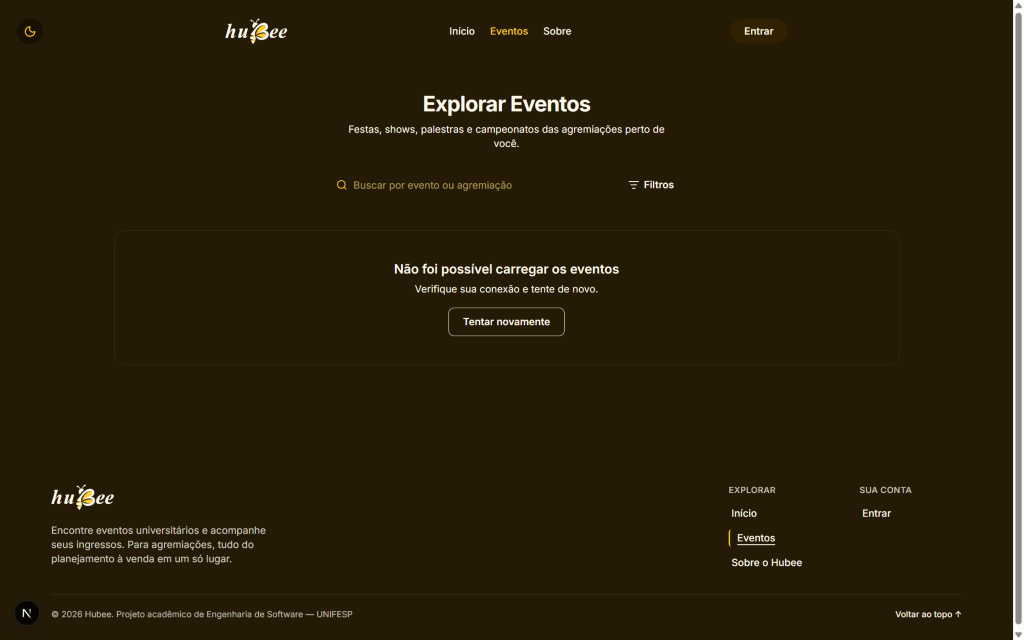 huBee
Início
Eventos
Sobre
Entrar
Explorar Eventos
Festas, shows, palestras e campeonatos das agremiações perto de
você.
Buscar por evento ou agremiação
Filtros
Não foi possível carregar os eventos
Verifique sua conexão e tente de novo.
Tentar novamente
huBee
Encontre eventos universitários e acompanhe
seus ingressos. Para agremiações, tudo do
planejamento à venda em um só lugar.
EXPLORAR
Início
Eventos
Sobre o Hubee
SUA CONTA
Entrar
N
© 2026 Hubee. Projeto acadêmico de Engenharia de Software — UNIFESP
Voltar ao topo ↑